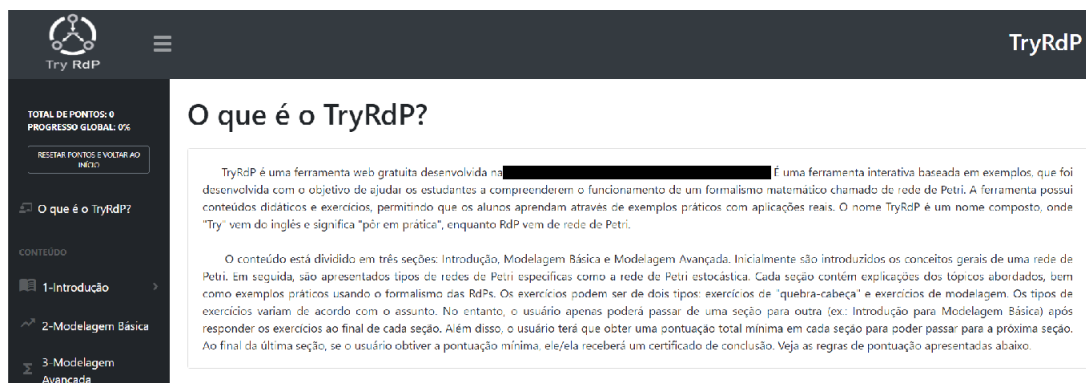 Try RdP
TryRdP
TOTAL DE PONTOS: 0
PROGRESSO GLOBAL: 0%
RESETAR PONTOS E VOLTAR AO
INÍCIO
O que é o TryRdP?
CONTEÚDO
1-Introdução
2-Modelagem Básica
3-Modelagem
Avançada
O que é o TryRdP?
TryRdP é uma ferramenta web gratuita desenvolvida na É uma ferramenta interativa baseada em exemplos, que foi
desenvolvida com o objetivo de ajudar os estudantes a compreenderem o funcionamento de um formalismo matemático chamado de rede de Petri. A ferramenta possui
conteúdos didáticos e exercícios, permitindo que os alunos aprendam através de exemplos práticos com aplicações reais. O nome TryRdP é um nome composto, onde
"Try" vem do inglês e significa "pôr em prática", enquanto RdP vem de rede de Petri.
O conteúdo está dividido em três seções: Introdução, Modelagem Básica e Modelagem Avançada. Inicialmente são introduzidos os conceitos gerais de uma rede de
Petri. Em seguida, são apresentados tipos de redes de Petri especificas como a rede de Petri estocástica. Cada seção contém explicações dos tópicos abordados, bem
como exemplos práticos usando o formalismo das RdPs. Os exercícios podem ser de dois tipos: exercícios de "quebra-cabeça" e exercícios de modelagem. Os tipos de
exercícios variam de acordo com o assunto. No entanto, o usuário apenas poderá passar de uma seção para outra (ex.: Introdução para Modelagem Básica) após
responder os exercícios ao final de cada seção. Além disso, o usuário terá que obter uma pontuação total mínima em cada seção para poder passar para a próxima seção.
Ao final da última seção, se o usuário obtiver a pontuação mínima, ele/ela receberá um certificado de conclusão. Veja as regras de pontuação apresentadas abaixo.